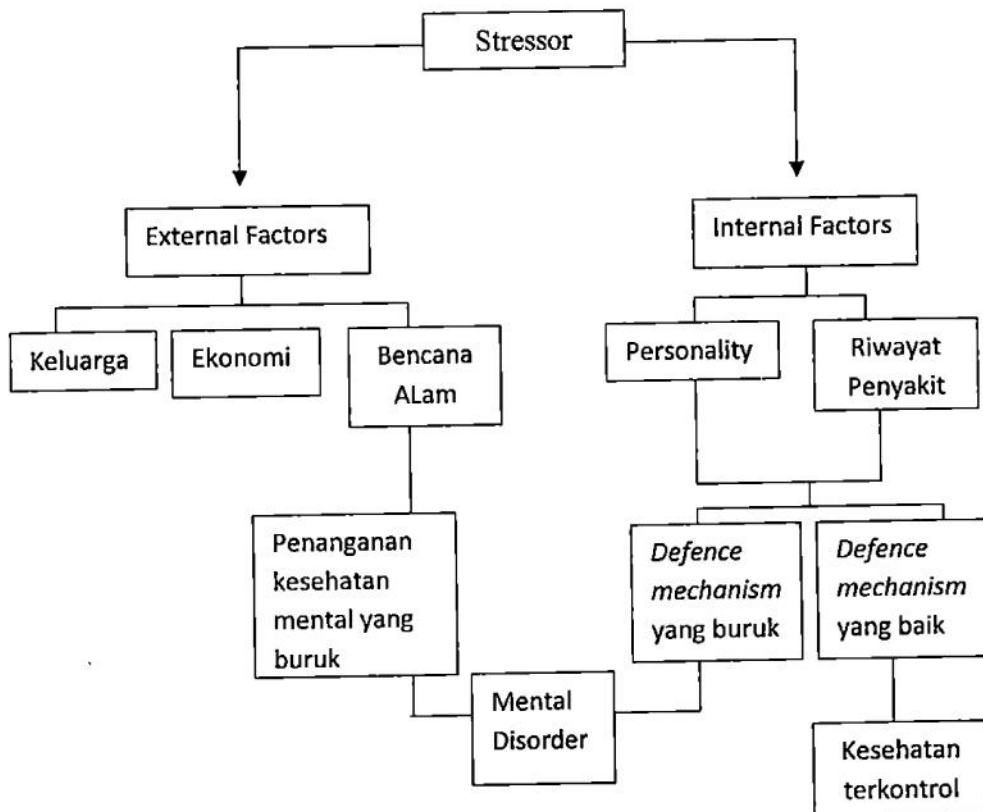 Stressor
External Factors
Internal Factors
Keluarga
Ekonomi
Bencana
ALam
Personality
Riwayat
Penyakit
Penanganan
kesehatan
mental yang
buruk
Defence
mechanism
yang buruk
Defence
mechanism
yang baik
Mental
Disorder
Kesehatan
terkontrol